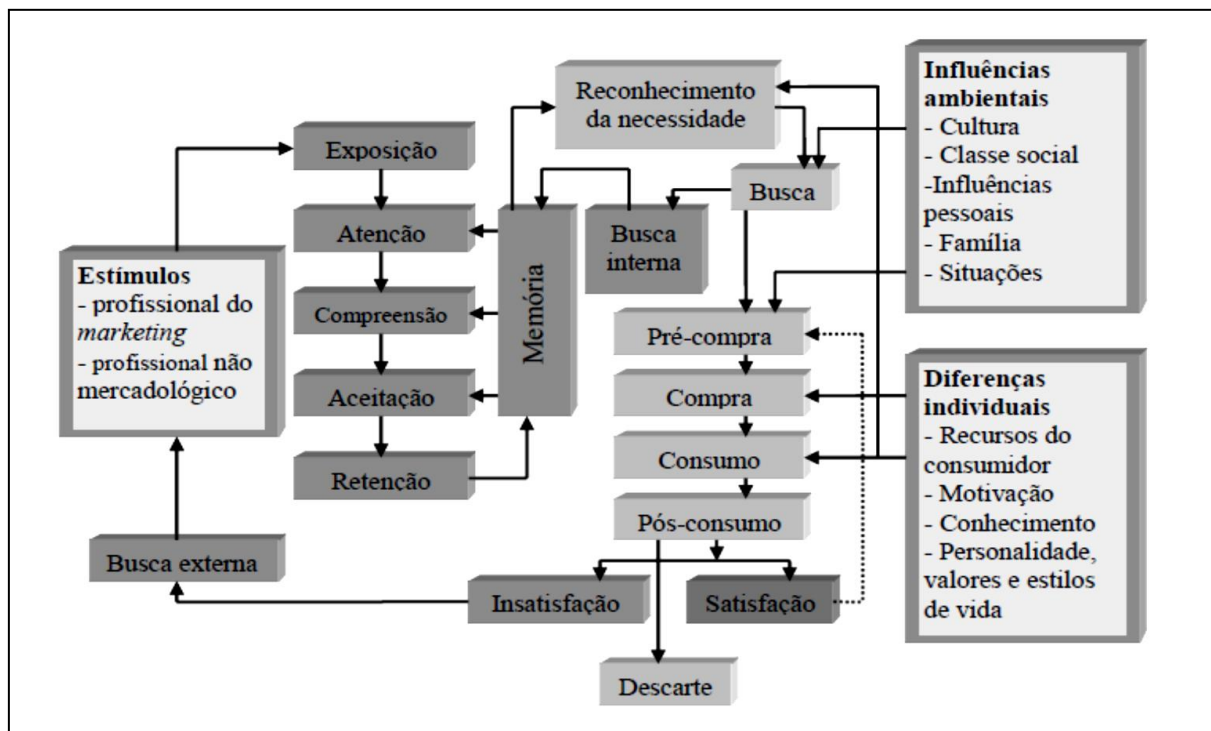 Reconhecimento
da necessidade
Influências
ambientais
- Cultura
- Classe social
-Influências
pessoais
- Família
- Situações
Exposição
Busca
Atenção
Busca
interna
Memória
Estímulos
- profissional do
marketing
- profissional não
mercadológico
Compreensão
Pré-compra
Aceitação
Compra
Diferenças
individuais
- Recursos do
consumidor
- Motivação
- Conhecimento
- Personalidade,
valores e estilos
de vida
Retenção
Consumo
Pós-consumo
Busca externa
Insatisfação
Satisfação
Descarte